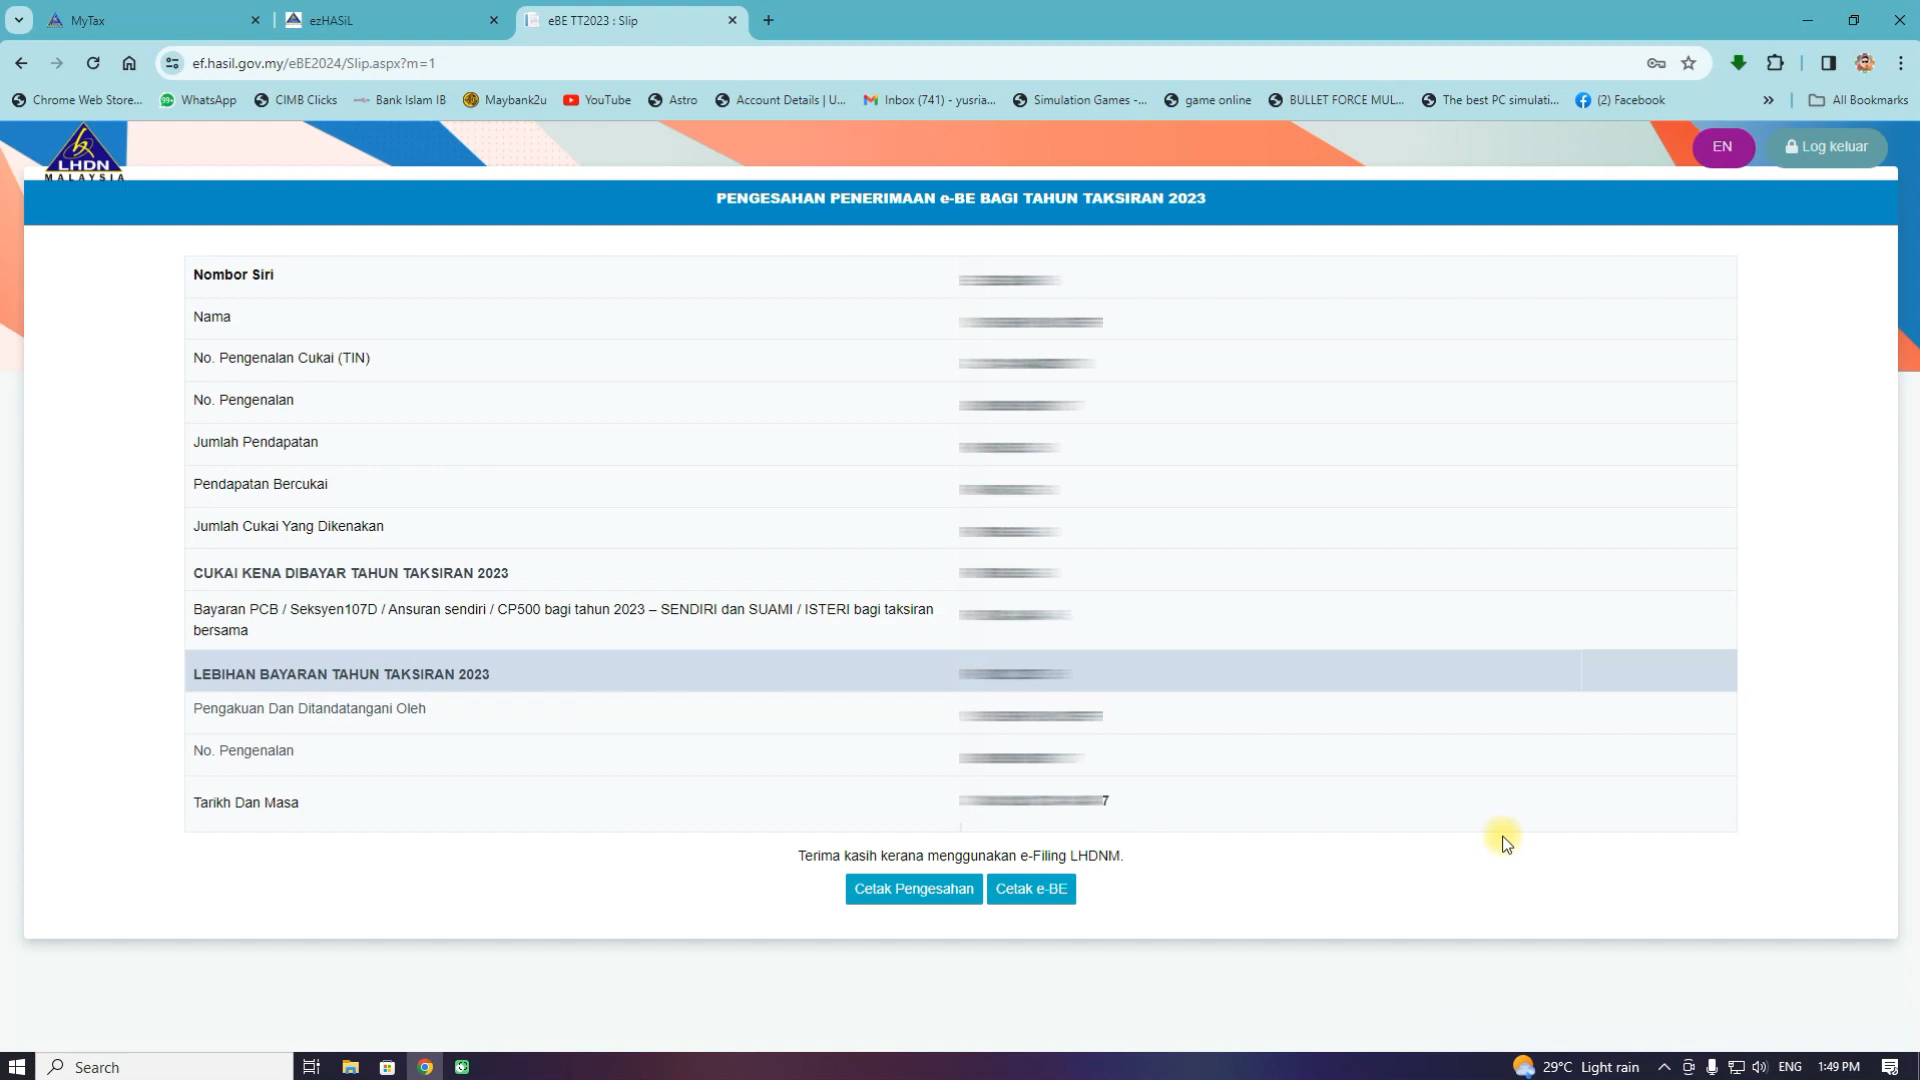 MyTax
ezHASiL
eBE TT2023 : Slip
ef.hasil.gov.my/eBE2024/Slip.aspx?m=1
Chrome Web Store...
WhatsApp
CIMB Clicks
Bank Islam IB
Maybank2u
YouTube
Astro
Account Details | U...
Inbox (741) - yusria...
Simulation Games -...
game online
BULLET FORCE MUL...
The best PC simulati...
(2) Facebook
All Bookmarks
LHDN
MALAYSIA
EN
Log keluar
PENGESAHAN PENERIMAAN e-BE BAGI TAHUN TAKSIRAN 2023
Nombor Siri
Nama
No. Pengenalan Cukai (TIN)
No. Pengenalan
Jumlah Pendapatan
Pendapatan Bercukai
Jumlah Cukai Yang Dikenakan
CUKAI KENA DIBAYAR TAHUN TAKSIRAN 2023
Bayaran PCB / Seksyen107D / Ansuran sendiri / CP500 bagi tahun 2023 – SENDIRI dan SUAMI / ISTERI bagi taksiran
bersama
LEBIHAN BAYARAN TAHUN TAKSIRAN 2023
Pengakuan Dan Ditandatangani Oleh
No. Pengenalan
Tarikh Dan Masa
7
Terima kasih kerana menggunakan e-Filing LHDNM.
Cetak Pengesahan
Cetak e-BE
Search
29°C Light rain
ENG
1:49 PM